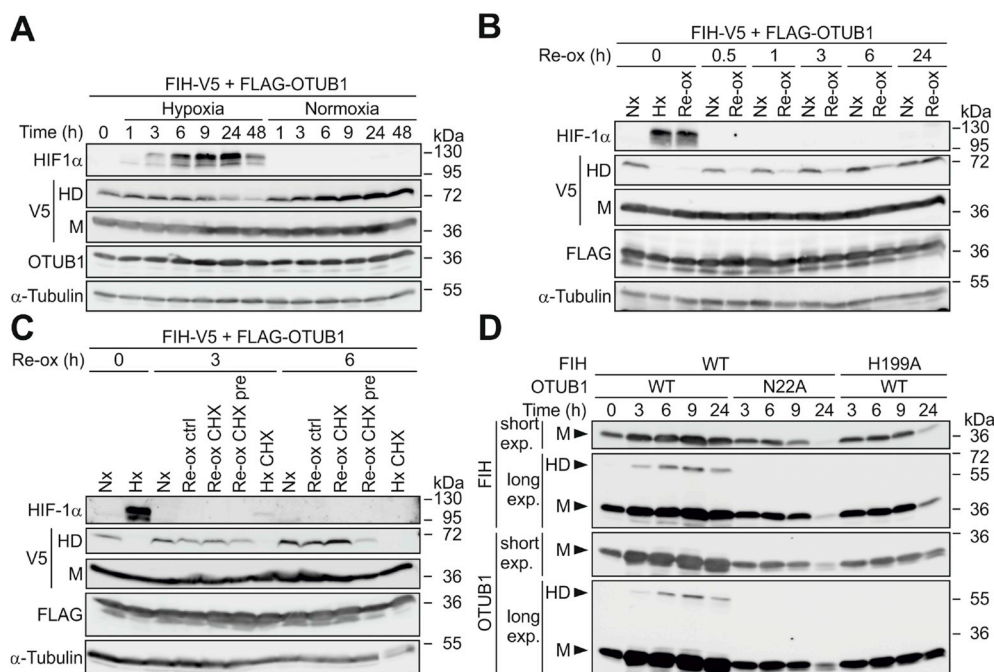 A
FIH-V5 + FLAG-OTUB1
Hypoxia Normoxia
Time (h) 0 1 3 6 9 24 48 1 3 6 9 24 48 kDa
HIF1α 130
95
V5 HD 72
M 36
OTUB1 36
α-Tubulin 55
B
FIH-V5 + FLAG-OTUB1
Re-ox (h) 0 0.5 1 3 6 24
Nx Hx Re-ox Nx Re-ox Nx Re-ox Nx Re-ox Nx Re-ox Nx Re-ox kDa
HIF-1α 130
95
V5 HD 72
M 36
FLAG 36
55
α-Tubulin
C
FIH-V5 + FLAG-OTUB1
Re-ox (h) 0 3 6
Nx Hx Nx Re-ox ctrl Re-ox CHX Re-ox CHX pre Hx CHX Nx Re-ox ctrl Re-ox CHX Re-ox CHX pre Hx CHX kDa
HIF-1α 130
95
V5 HD 72
M 36
FLAG 36
55
α-Tubulin
D
FIH WT H199A
OTUB1 WT N22A WT
Time (h) 0 3 6 9 24 3 6 9 24 3 6 9 24 kDa
FIH short exp. M 36
72
long exp. HD 55
M 36
OTUB1 short exp. M 36
long exp. HD 55
36
M